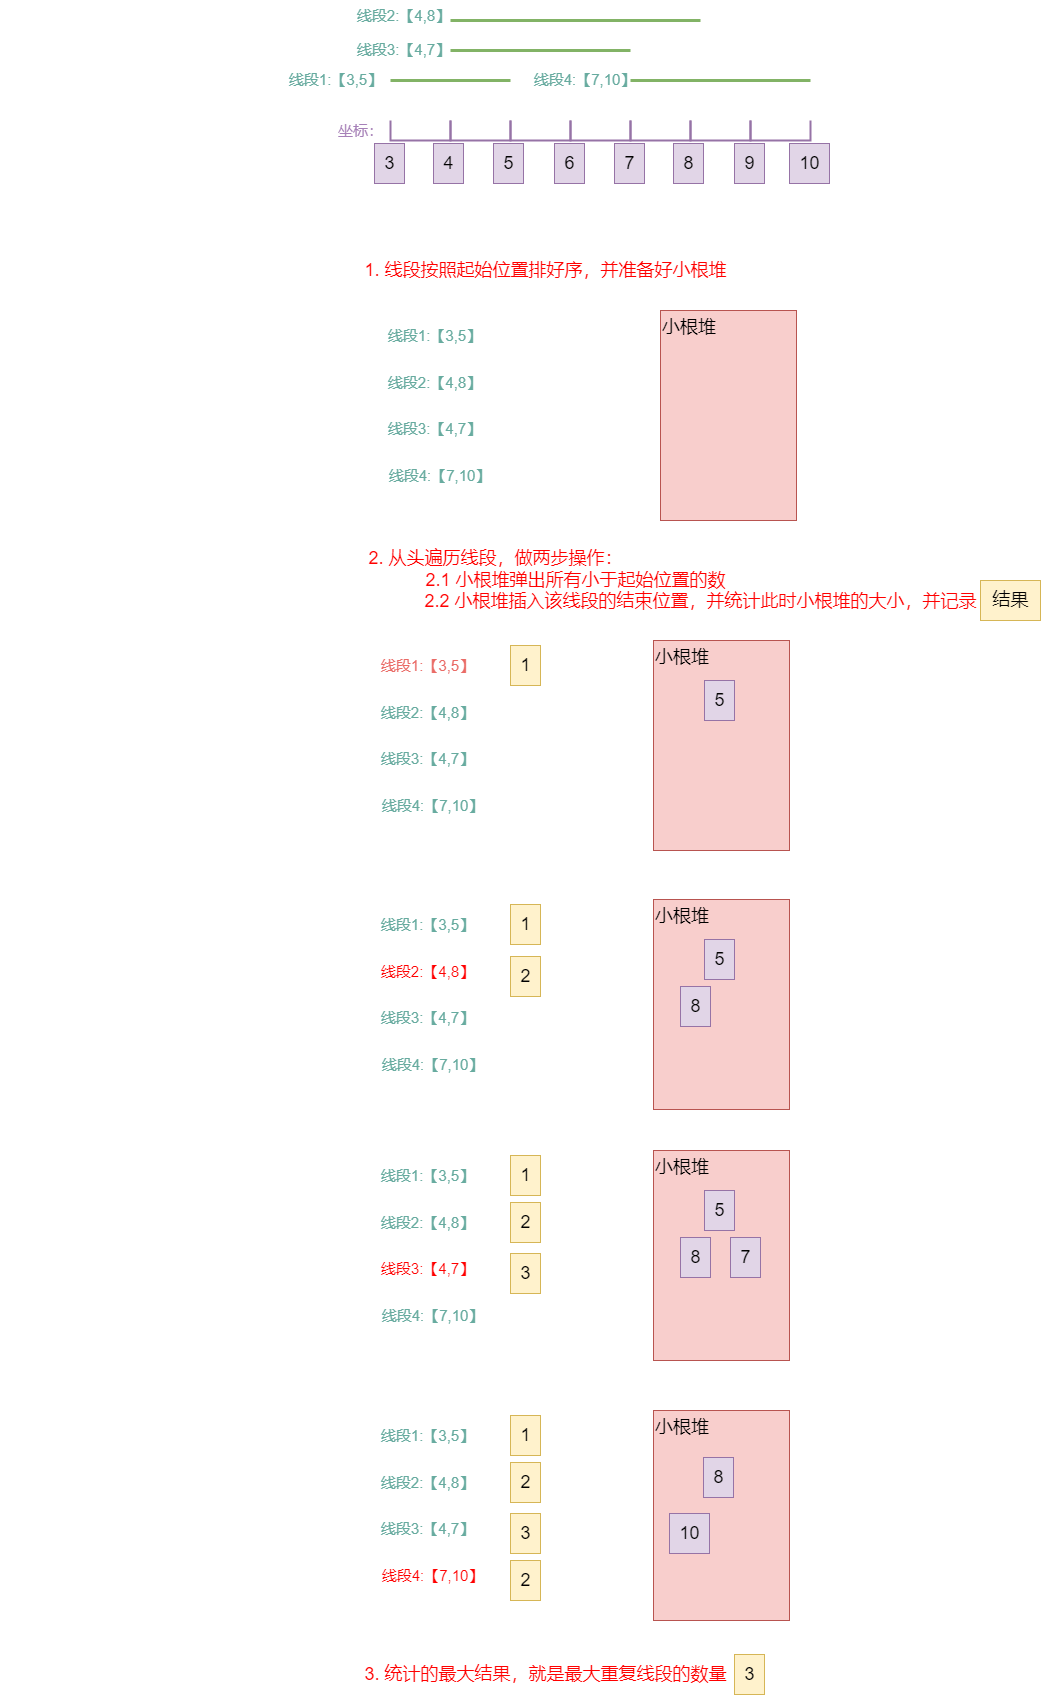 线段2:【4,8】
线段3:【4,7】
线段1:【3,5】 线段4:【7,10】
坐标：
3 4 5 6 7 8 9 10
1. 线段按照起始位置排好序，并准备好小根堆
小根堆
线段1:【3,5】
线段2:【4,8】
线段3:【4,7】
线段4:【7,10】
2. 从头遍历线段，做两步操作：
2.1 小根堆弹出所有小于起始位置的数
2.2 小根堆插入该线段的结束位置，并统计此时小根堆的大小，并记录 结果
小根堆
线段1:【3,5】 1
5
线段2:【4,8】
线段3:【4,7】
线段4:【7,10】
小根堆
线段1:【3,5】 1
5
线段2:【4,8】 2
8
线段3:【4,7】
线段4:【7,10】
小根堆
线段1:【3,5】 1
5
线段2:【4,8】 2
8 7
线段3:【4,7】 3
线段4:【7,10】
小根堆
线段1:【3,5】 1
8
线段2:【4,8】 2
线段3:【4,7】 3
10
线段4:【7,10】 2
3. 统计的最大结果，就是最大重复线段的数量 3